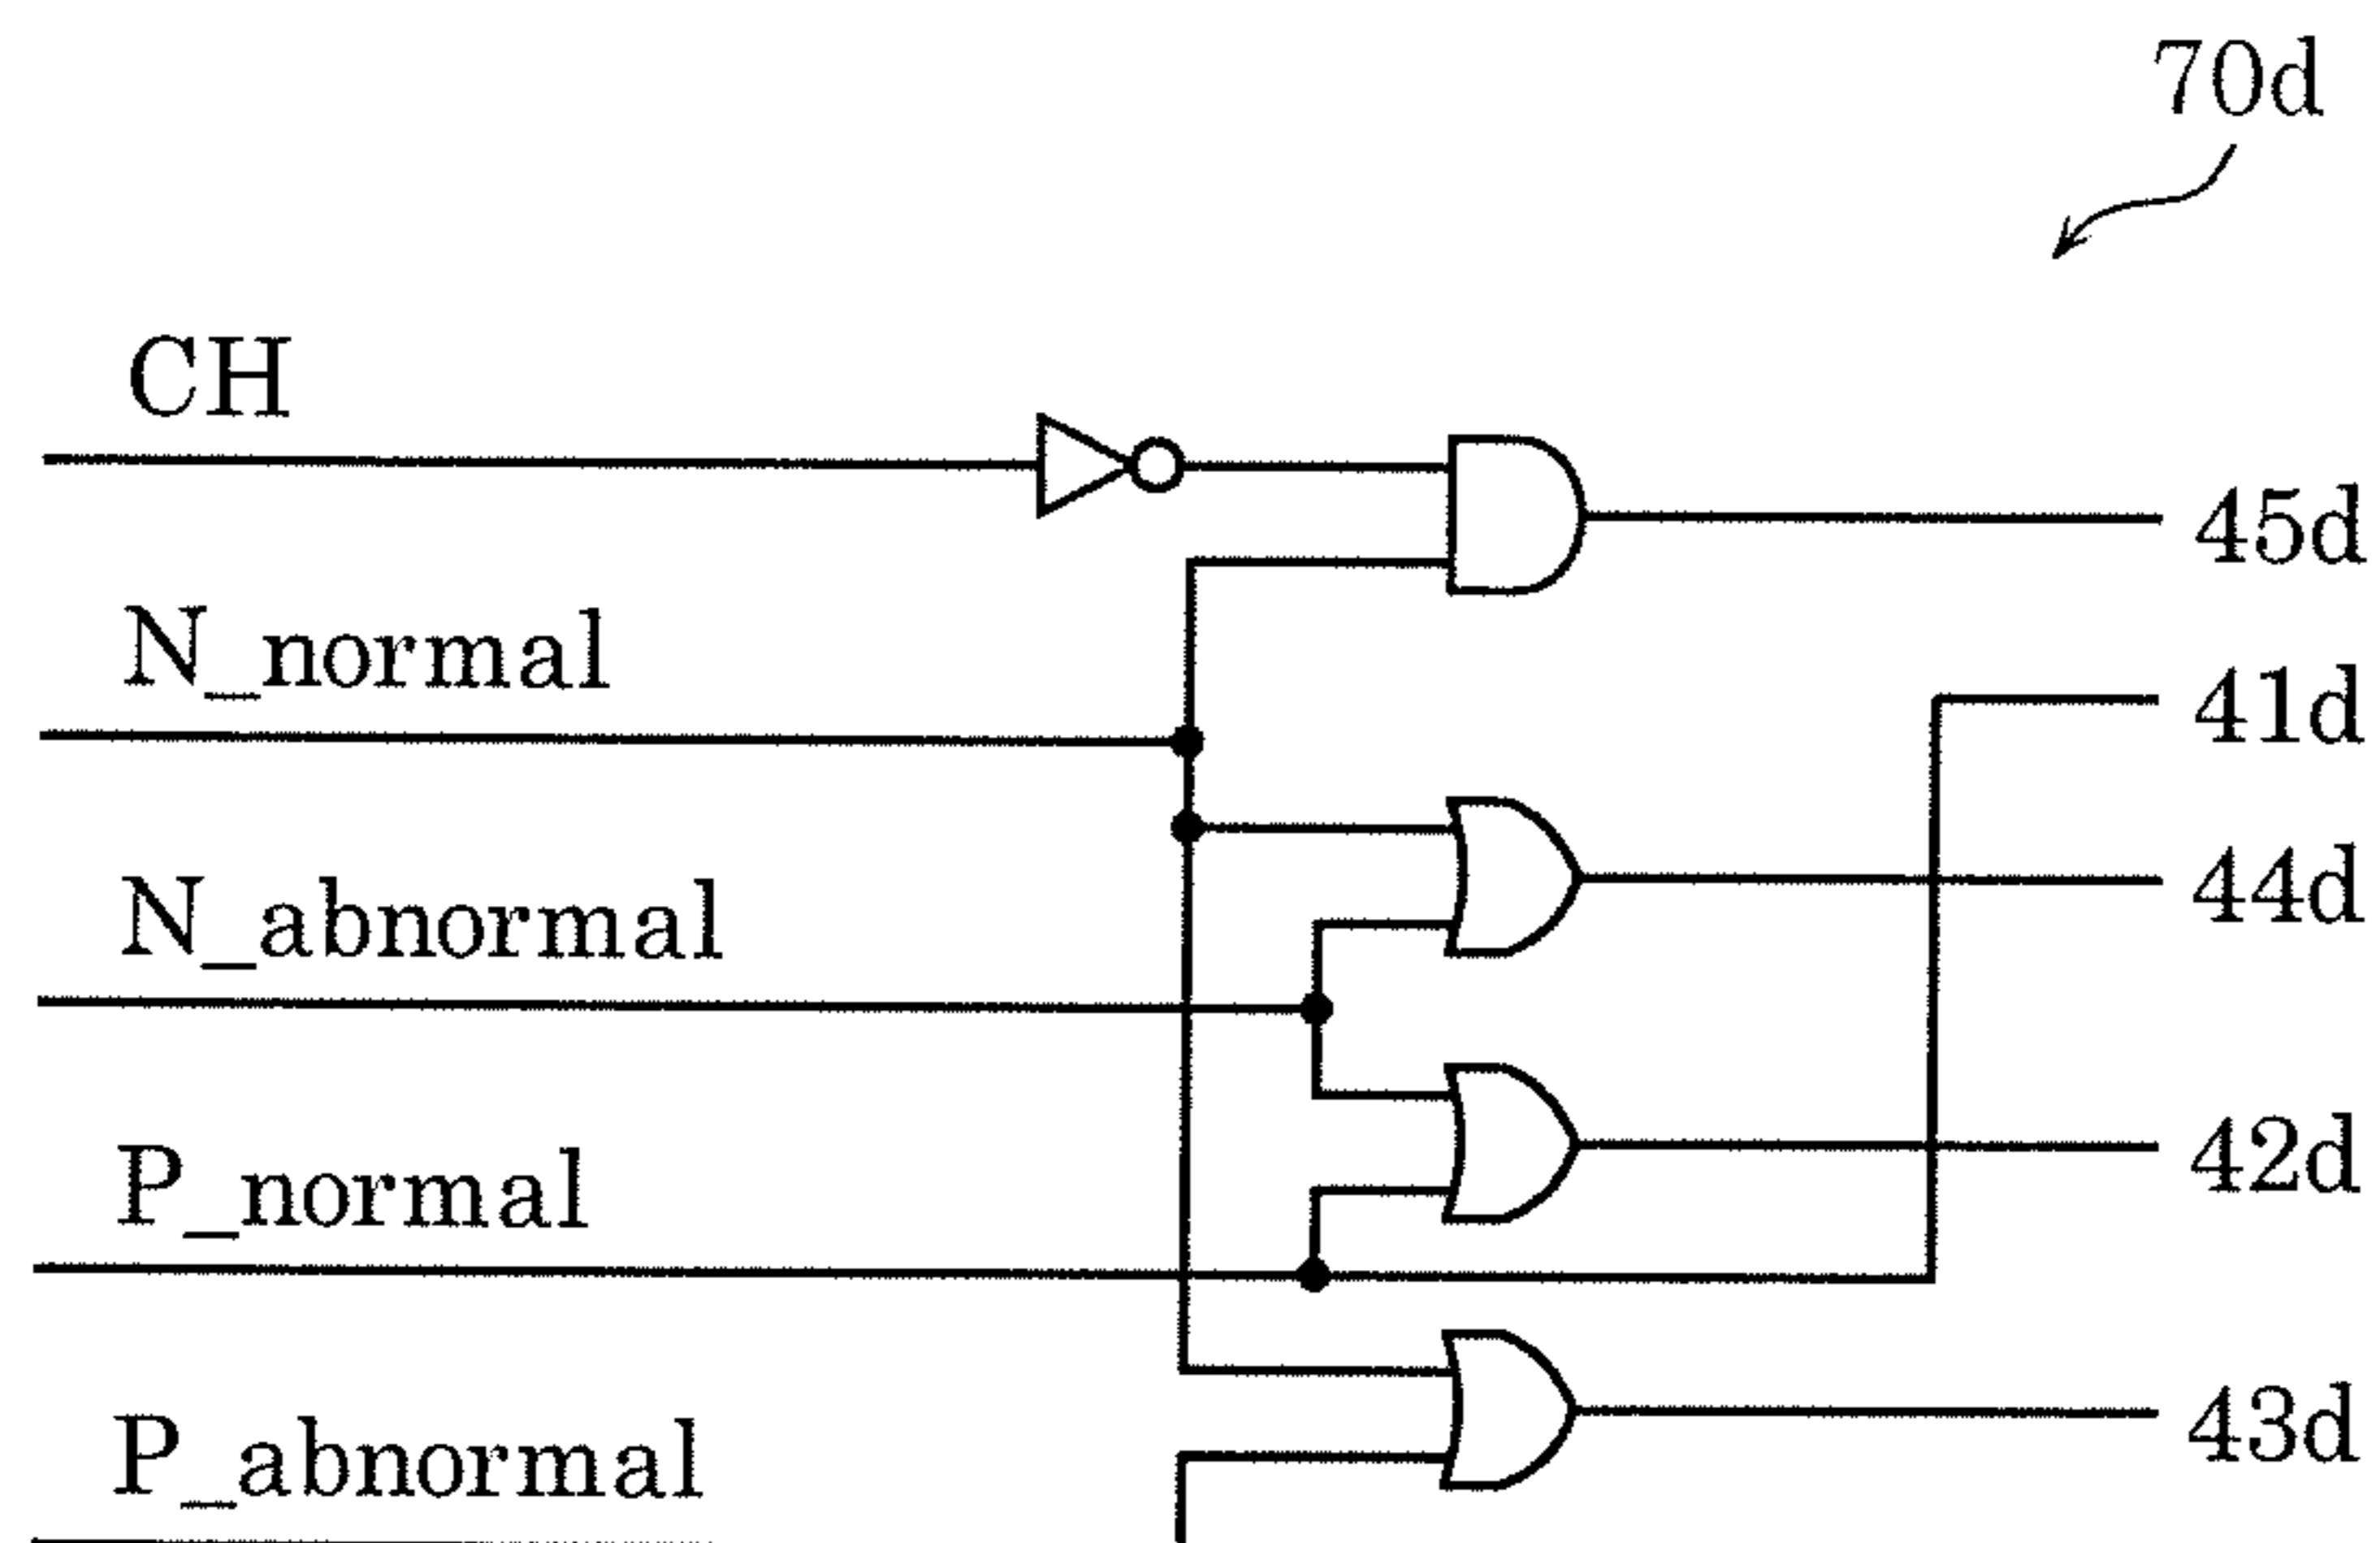 70d
CH
45d
N_normal
41d
N_abnormal
44d
P_normal
42d
P_abnormal
43d